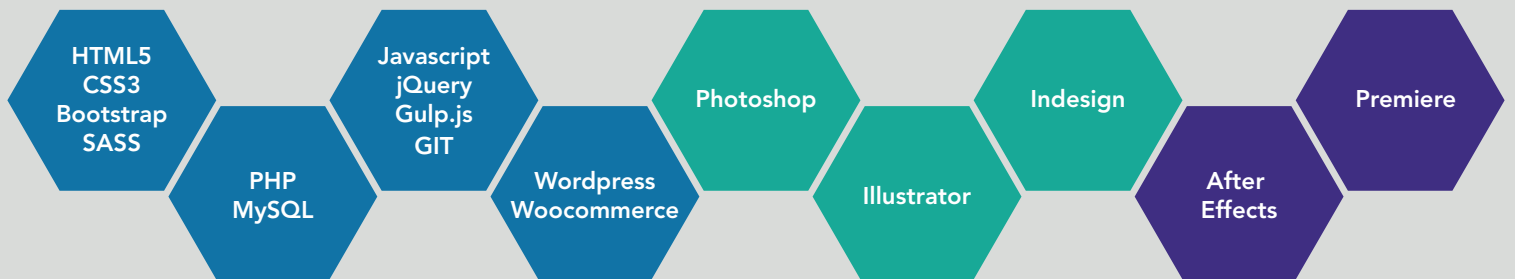 HTML5
CSS3
Bootstrap
SASS
PHP
MySQL
Javascript
jQuery
Gulp.js
GIT
Wordpress
Woocommerce
Photoshop
Illustrator
Indesign
After
Effects
Premiere